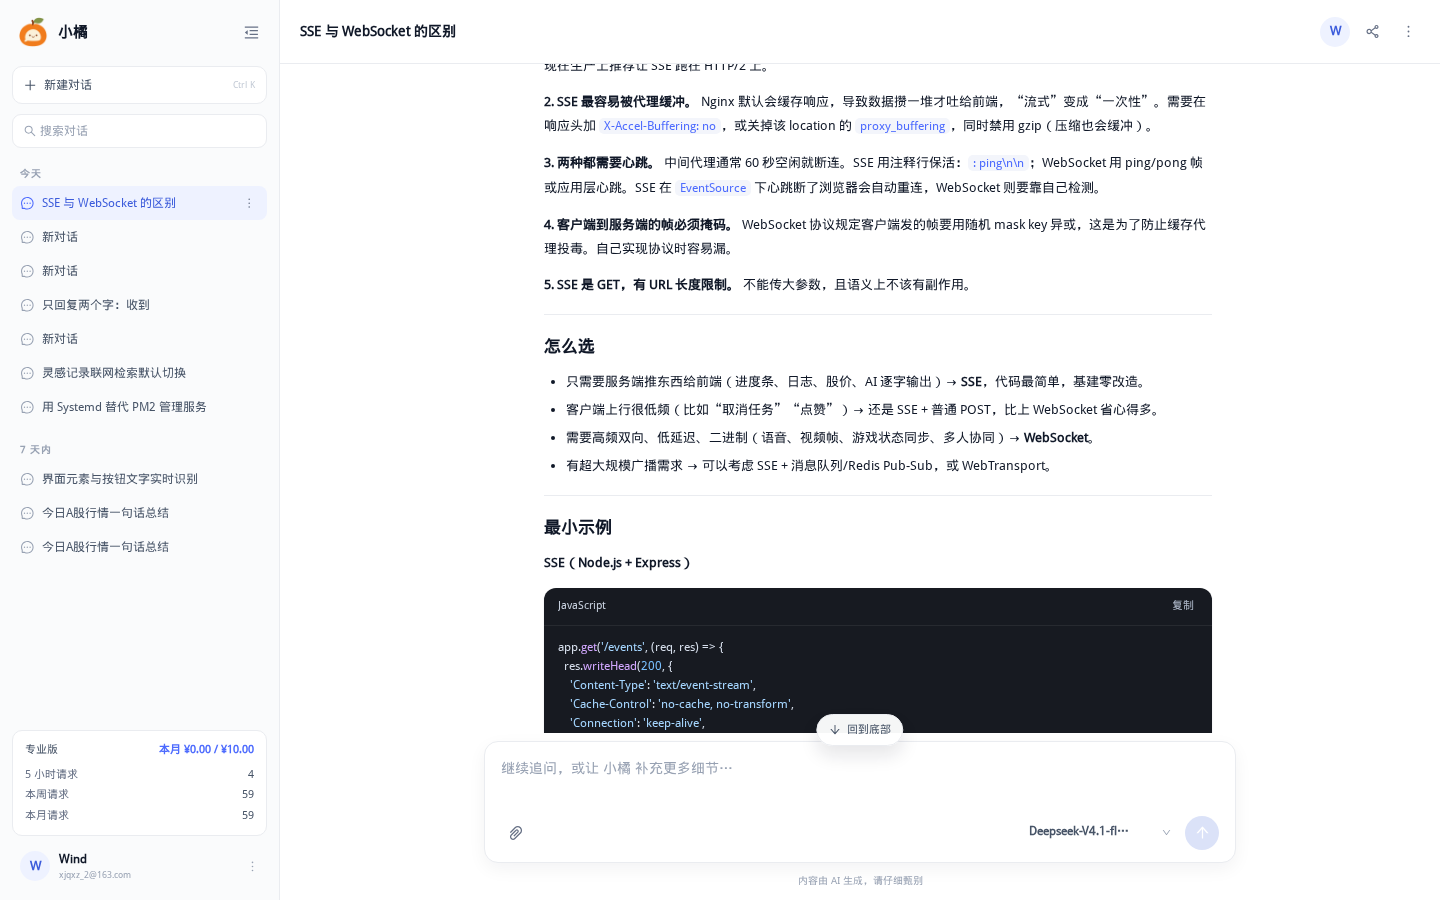 小橘
新建对话
Ctrl K
搜索对话
今天
SSE 与 WebSocket 的区别
新对话
新对话
只回复两个字：收到
新对话
灵感记录联网检索默认切换
用 Systemd 替代 PM2 管理服务
7 天内
界面元素与按钮文字实时识别
今日A股行情一句话总结
今日A股行情一句话总结
专业版 本月 ¥0.00 / ¥10.00
5 小时请求 4
本周请求 59
本月请求 59
W Wind
xjqxz_2@163.com
SSE 与 WebSocket 的区别
W
现在生产上推荐让 SSE 跑在 HTTP/2 上。
2. SSE 最容易被代理缓冲。 Nginx 默认会缓存响应，导致数据攒一堆才吐给前端，“流式”变成“一次性”。需要在
响应头加 X-Accel-Buffering: no，或关掉该 location 的 proxy_buffering，同时禁用 gzip（压缩也会缓冲）。
3. 两种都需要心跳。 中间代理通常 60 秒空闲就断连。SSE 用注释行保活：: ping\n\n；WebSocket 用 ping/pong 帧
或应用层心跳。SSE 在 EventSource 下心跳断了浏览器会自动重连，WebSocket 则要靠自己检测。
4. 客户端到服务端的帧必须掩码。 WebSocket 协议规定客户端发的帧要用随机 mask key 异或，这是为了防止缓存代
理投毒。自己实现协议时容易漏。
5. SSE 是 GET，有 URL 长度限制。 不能传大参数，且语义上不该有副作用。
怎么选
• 只需要服务端推东西给前端（进度条、日志、股价、AI 逐字输出）→ SSE，代码最简单，基建零改造。
• 客户端上行很低频（比如“取消任务”“点赞”）→ 还是 SSE + 普通 POST，比上 WebSocket 省心得多。
• 需要高频双向、低延迟、二进制（语音、视频帧、游戏状态同步、多人协同）→ WebSocket。
• 有超大规模广播需求 → 可以考虑 SSE + 消息队列/Redis Pub-Sub，或 WebTransport。
最小示例
SSE（Node.js + Express）
JavaScript 复制
app.get('/events', (req, res) => {
res.writeHead(200, {
'Content-Type': 'text/event-stream',
'Cache-Control': 'no-cache, no-transform',
'Connection': 'keep-alive',
↓ 回到底部
继续追问，或让 小橘 补充更多细节…
Deepseek-V4.1-fl…
内容由 AI 生成，请仔细甄别